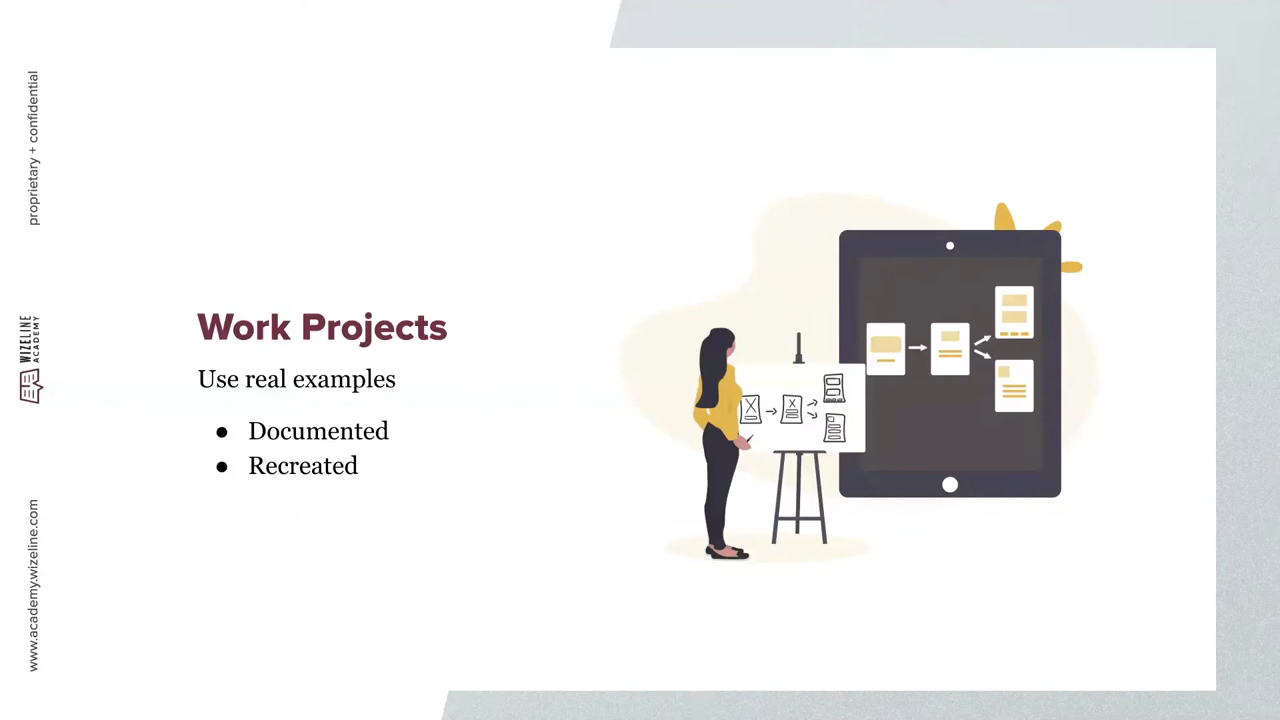 proprietary + confidential
WIZELINE
ACADEMY
www.academy.wizeline.com
Work Projects
Use real examples
● Documented
● Recreated